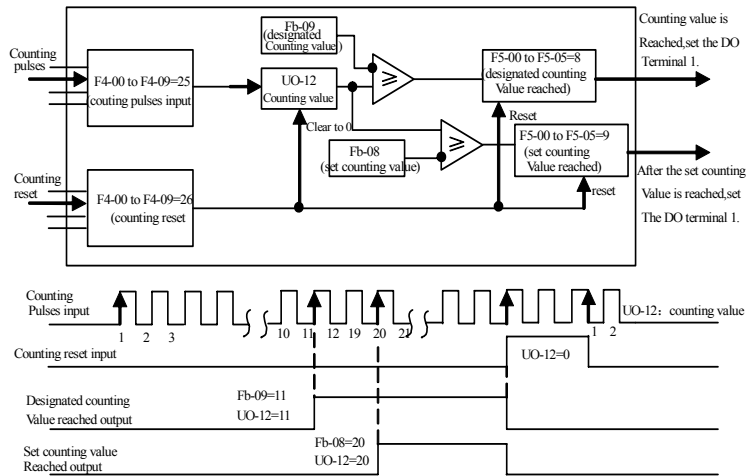 Counting
pulses
F4-00 to F4-09=25
(couting pulses input)
Fb-09
(designated
Counting value)
UO-12
Counting value
≥
F5-00 to F5-05=8
(designated counting
Value reached)
Counting value is
Reached,set the DO
Terminal 1.
Clear to 0
Reset
Fb-08
(set counting value)
≥
F5-00 to F5-05=9
(set counting
Value reached)
After the set counting
Value is reached,set
The DO terminal 1.
reset
Counting
reset
F4-00 to F4-09=26
(counting reset
Counting
Pulses input
1 2 3 10 11 12 19 20 21 1 2
UO-12：counting value
Counting reset input
UO-12=0
Designated counting
Value reached output
Fb-09=11
UO-12=11
Set counting value
Reached output
Fb-08=20
UO-12=20